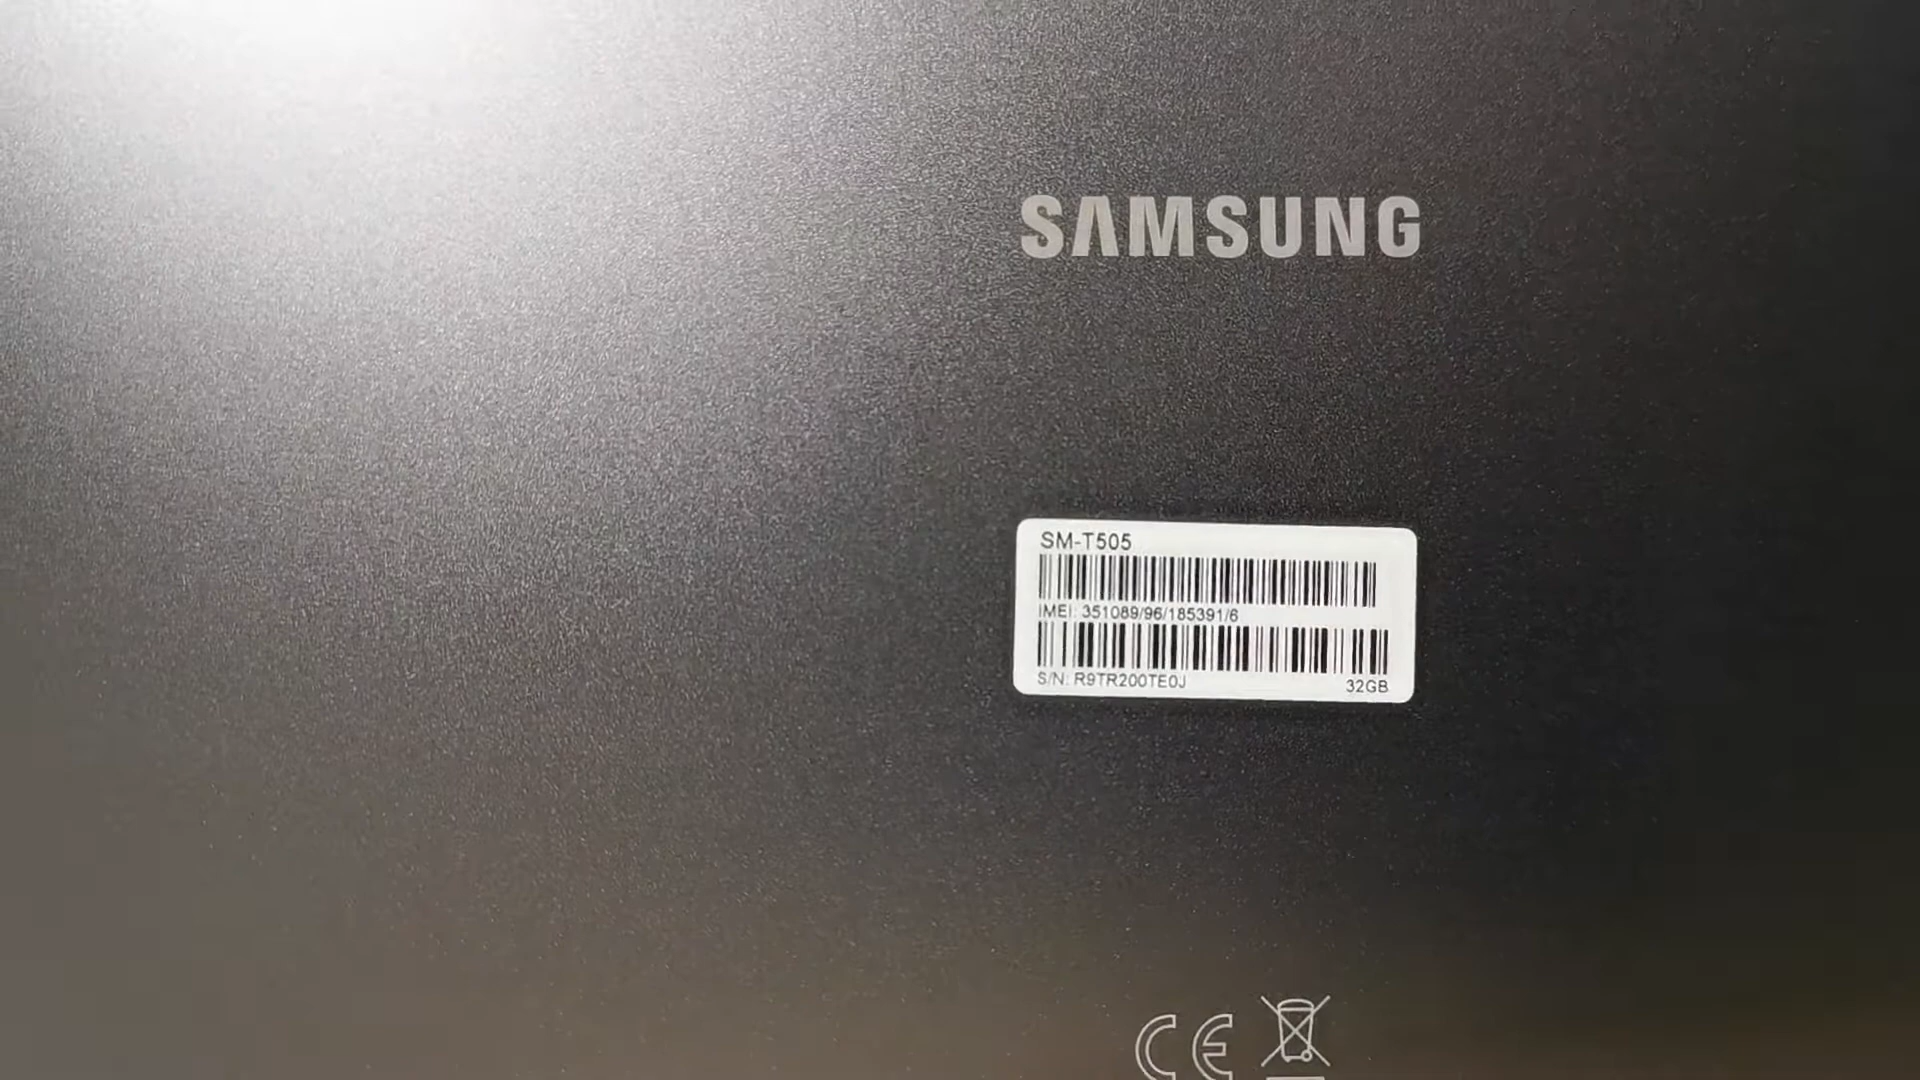 SAMSUNG
SM-T505
IMEI: 351089/96/185391/6
S/N: R9TR200TE0J
32GB
CE